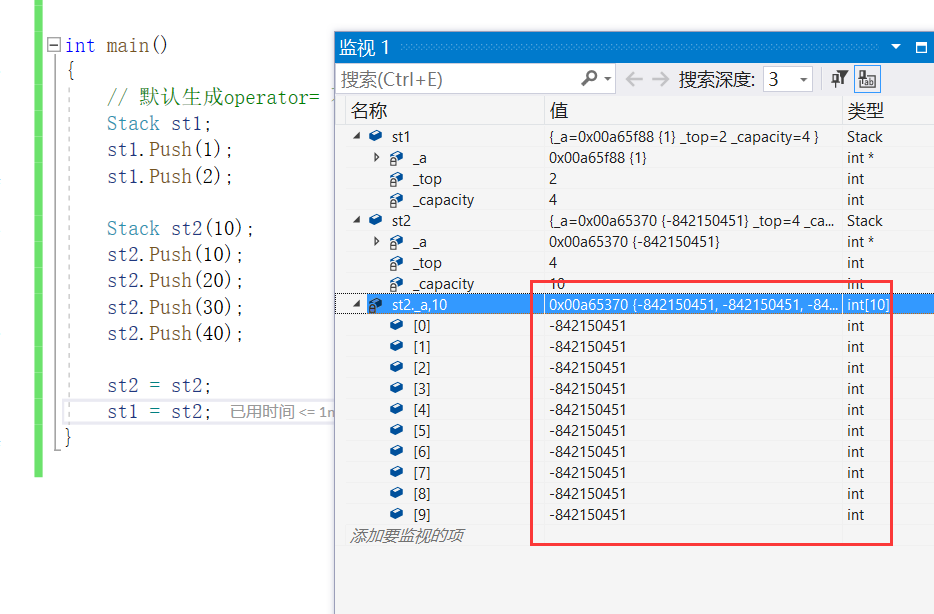 int main()
{
// 默认生成operator=
Stack st1;
st1.Push(1);
st1.Push(2);
Stack st2(10);
st2.Push(10);
st2.Push(20);
st2.Push(30);
st2.Push(40);
st2 = st2;
st1 = st2; 已用时间 <= 1m
}
监视 1
搜索(Ctrl+E) 搜索深度: 3
名称 值 类型
st1 {_a=0x00a65f88 {1} _top=2 _capacity=4 } Stack
_a 0x00a65f88 {1} int *
_top 2 int
_capacity 4 int
st2 {_a=0x00a65370 {-842150451} _top=4 _ca... Stack
_a 0x00a65370 {-842150451} int *
_top 4 int
_capacity 10 int
st2._a,10 0x00a65370 {-842150451, -842150451, -84... int[10]
[0] -842150451 int
[1] -842150451 int
[2] -842150451 int
[3] -842150451 int
[4] -842150451 int
[5] -842150451 int
[6] -842150451 int
[7] -842150451 int
[8] -842150451 int
[9] -842150451 int
添加要监视的项